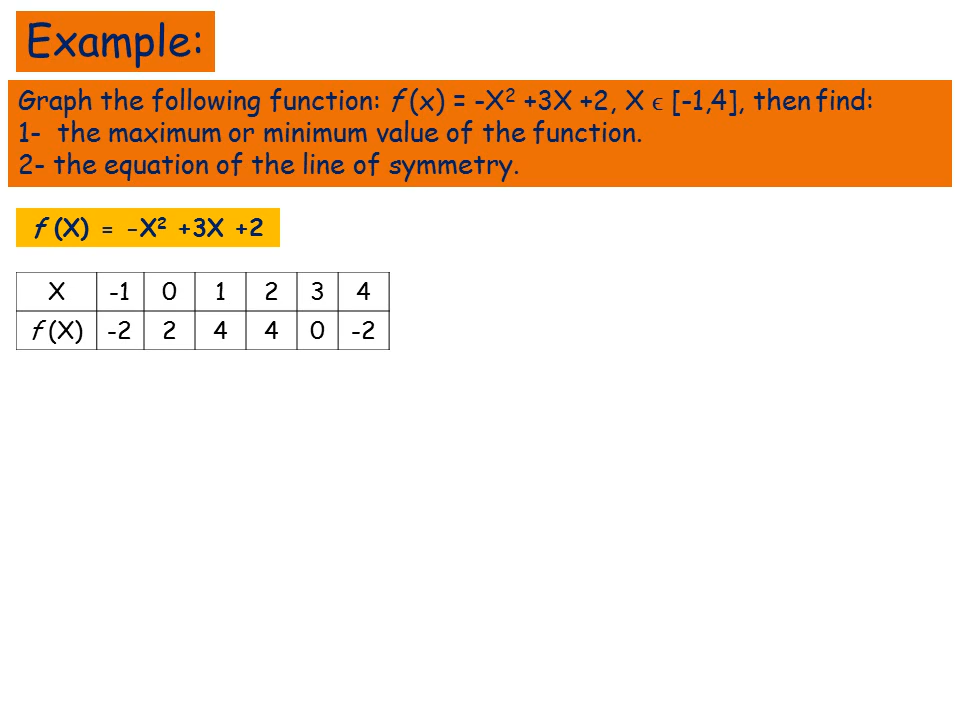 Example:
Graph the following function: f (x) = -X² +3X +2, X ϵ [-1,4], then find:
1- the maximum or minimum value of the function.
2- the equation of the line of symmetry.
f (X) = -X² +3X +2
X -1 0 1 2 3 4
f (X) -2 2 4 4 0 -2